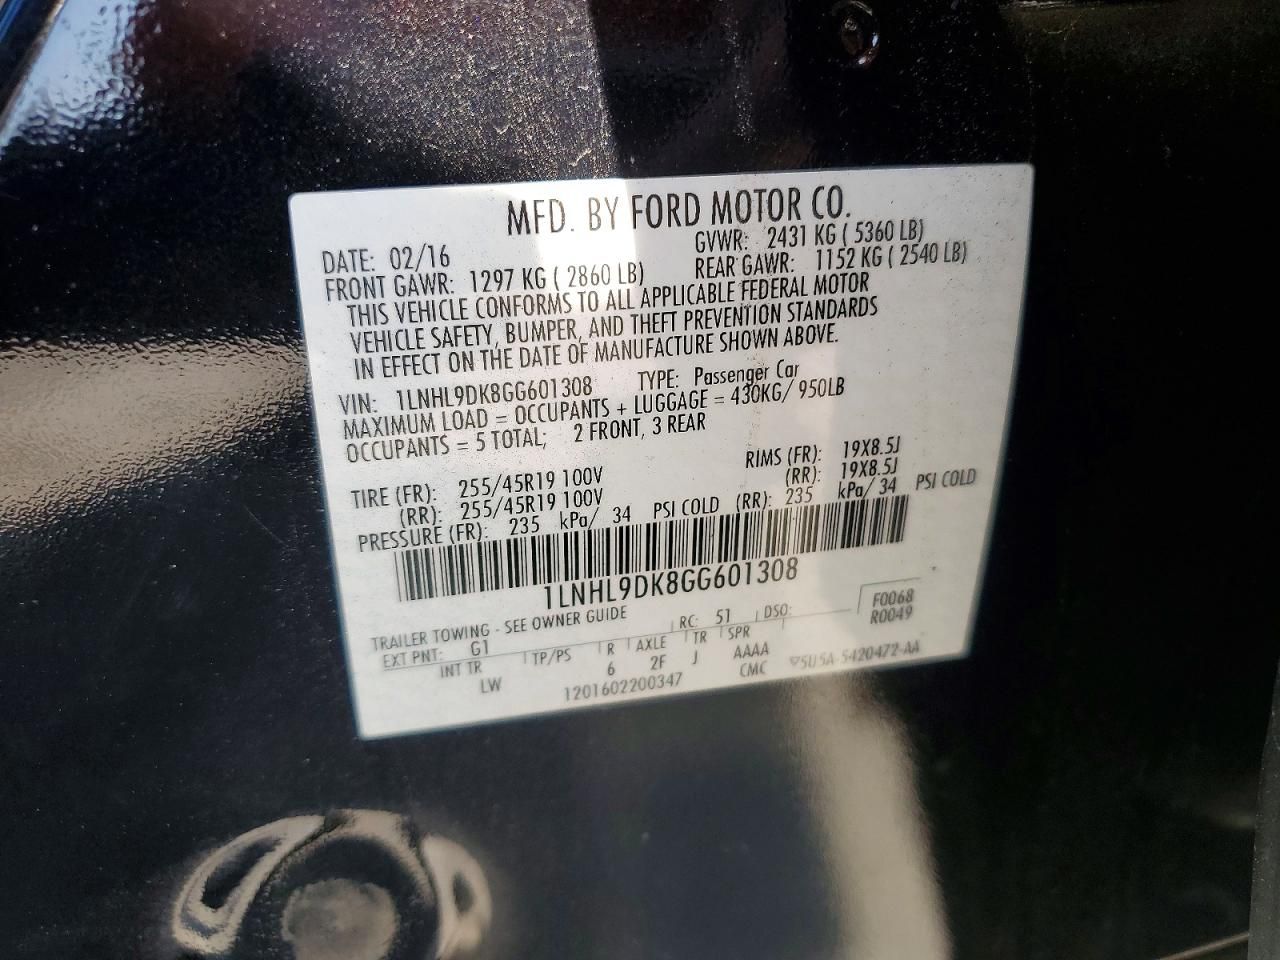 MFD. BY FORD MOTOR CO.
DATE: 02/16 GVWR: 2431 KG ( 5360 LB)
FRONT GAWR: 1297 KG ( 2860 LB) REAR GAWR: 1152 KG ( 2540 LB)
THIS VEHICLE CONFORMS TO ALL APPLICABLE FEDERAL MOTOR
VEHICLE SAFETY, BUMPER, AND THEFT PREVENTION STANDARDS
IN EFFECT ON THE DATE OF MANUFACTURE SHOWN ABOVE.
VIN: 1LNHL9DK8GG601308 TYPE: Passenger Car
MAXIMUM LOAD = OCCUPANTS + LUGGAGE = 430KG/ 950LB
OCCUPANTS = 5 TOTAL; 2 FRONT, 3 REAR
TIRE (FR): 255/45R19 100V RIMS (FR): 19X8.5J
(RR): 255/45R19 100V (RR): 19X8.5J
PRESSURE (FR): 235 kPa/ 34 PSI COLD (RR): 235 kPa/ 34 PSI COLD
1LNHL9DK8GG601308
TRAILER TOWING - SEE OWNER GUIDE RC: 51 DSO: F0068
EXT PNT: G1 R0049
INT TR TP/PS R AXLE TR SPR
LW 6 2F J AAAA
1201602200347 CMC 5U5A-5420472-AA